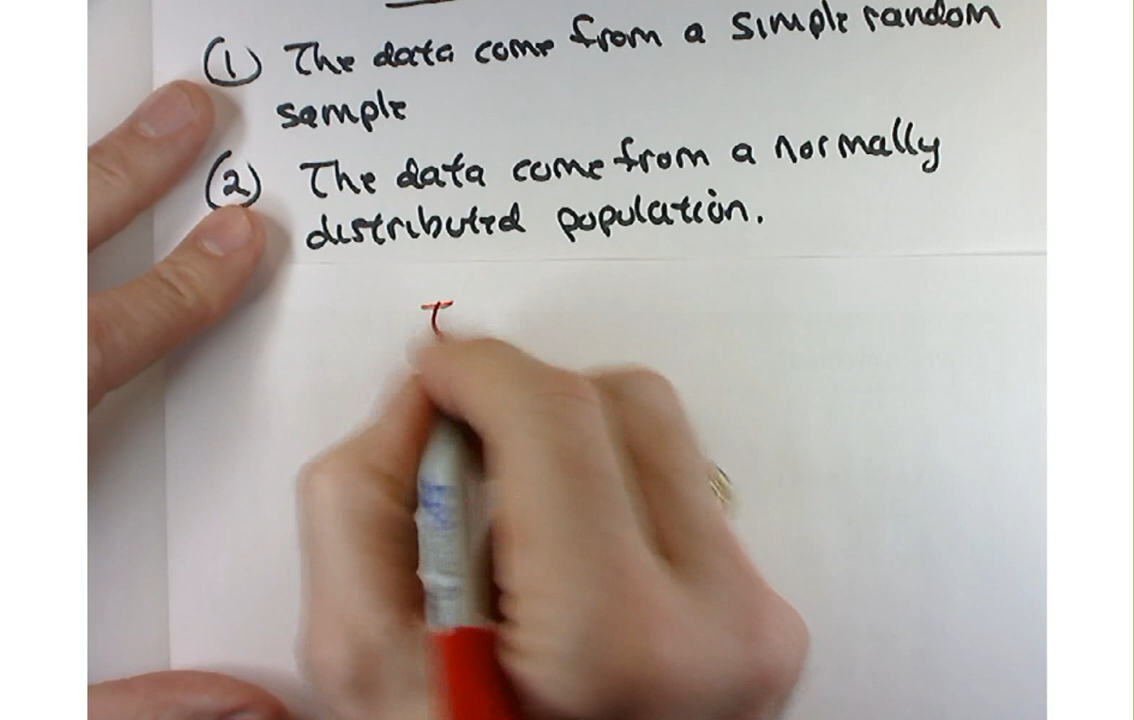 (1) The data come from a simple random
sample
(2) The data come from a normally
distributed population.
T